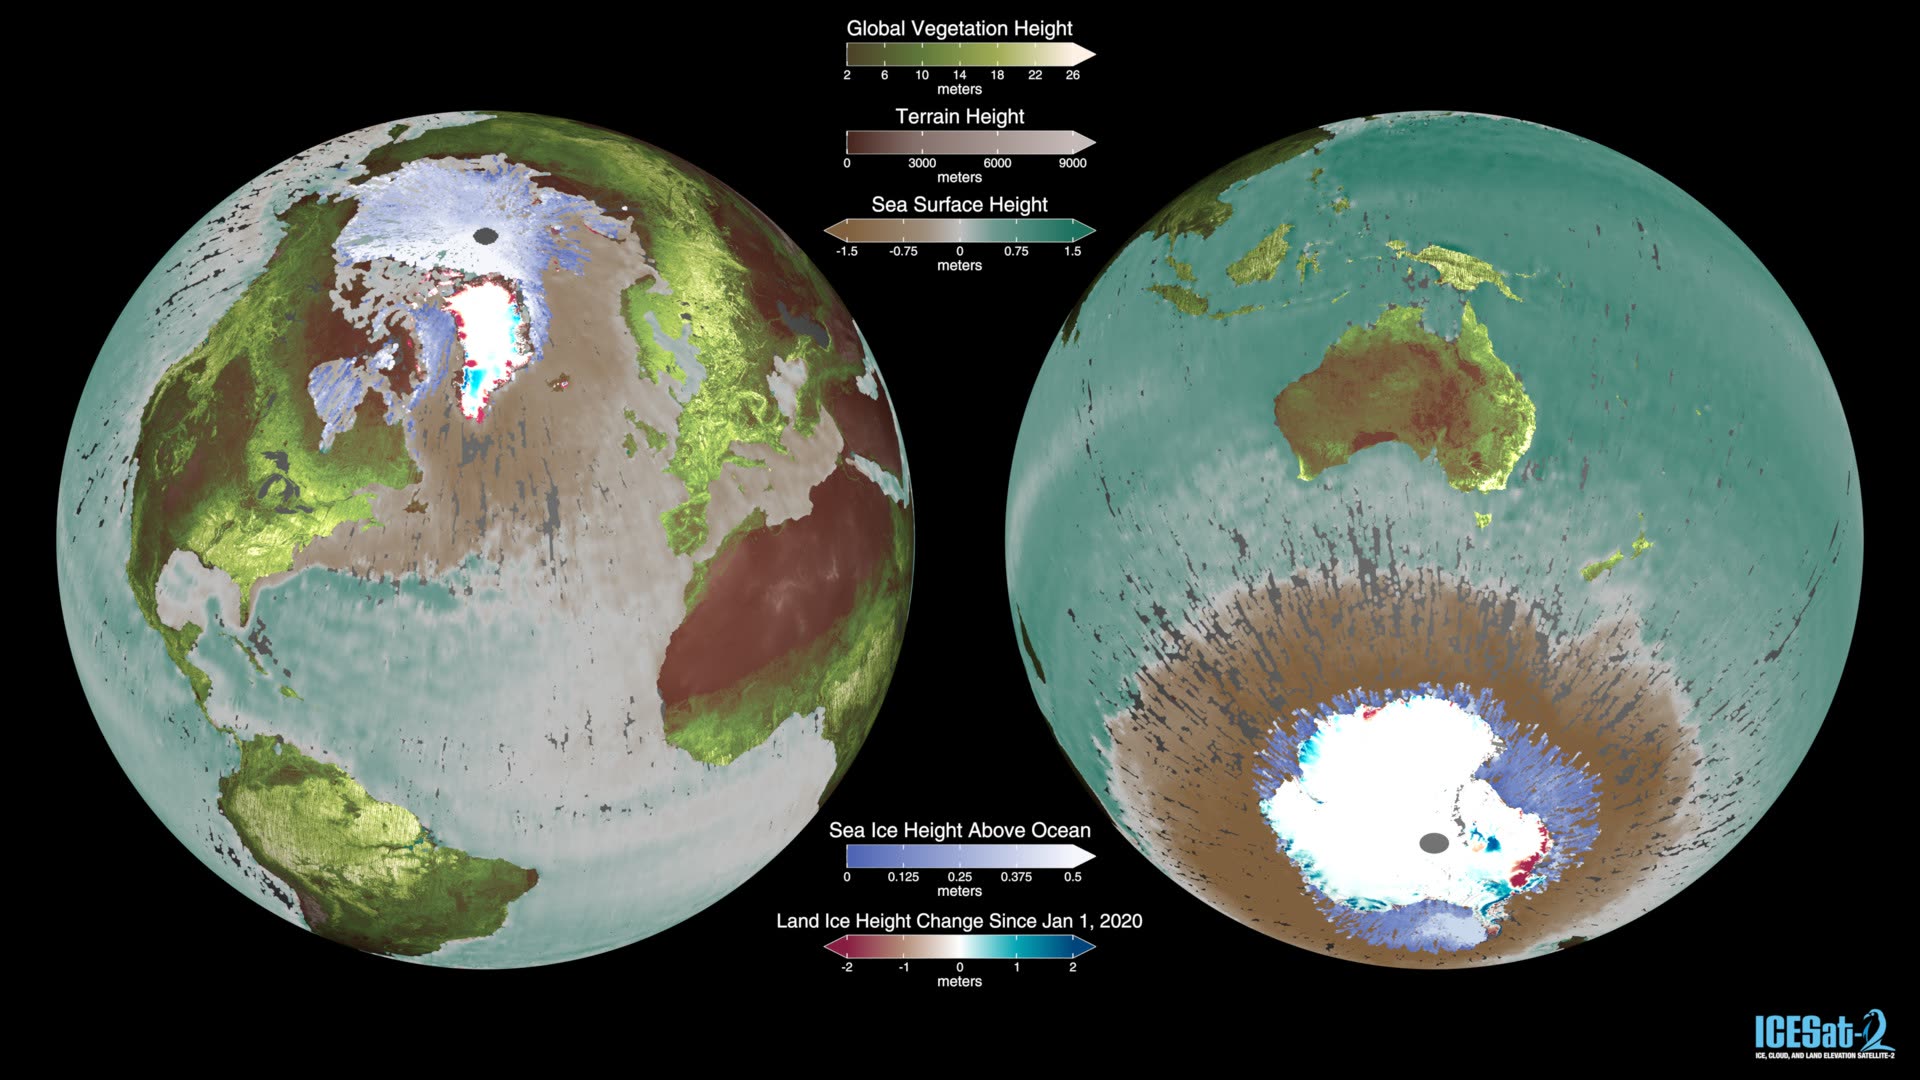 Global Vegetation Height
2 6 10 14 18 22 26
meters
Terrain Height
0 3000 6000 9000
meters
Sea Surface Height
-1.5 -0.75 0 0.75 1.5
meters
Sea Ice Height Above Ocean
0 0.125 0.25 0.375 0.5
meters
Land Ice Height Change Since Jan 1, 2020
-2 -1 0 1 2
meters
ICESat-2
ICE, CLOUD, AND LAND ELEVATION SATELLITE-2